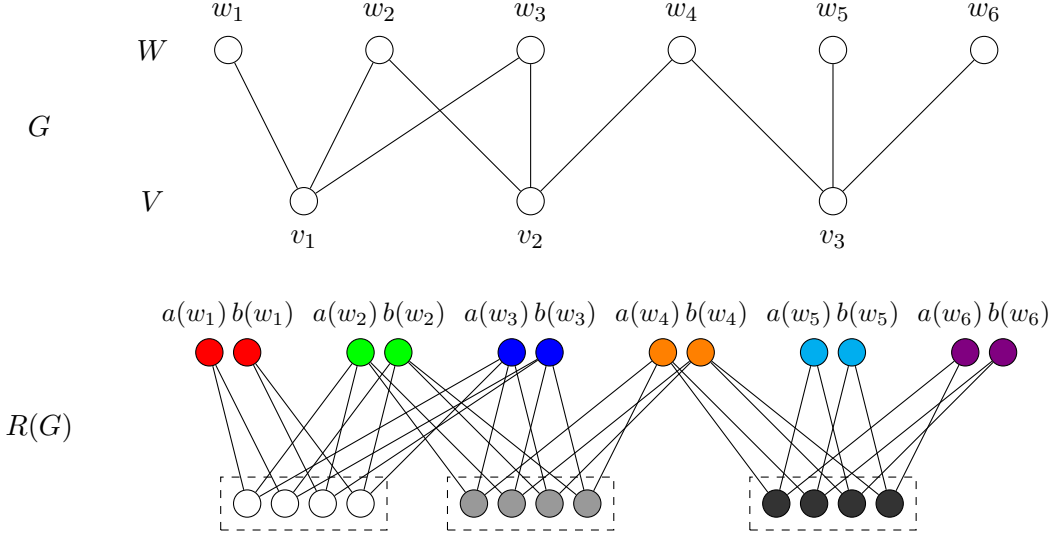 w₁ w₂ w₃ w₄ w₅ w₆
W
G
V
v₁ v₂ v₃
a(w₁) b(w₁) a(w₂) b(w₂) a(w₃) b(w₃) a(w₄) b(w₄) a(w₅) b(w₅) a(w₆) b(w₆)
R(G)